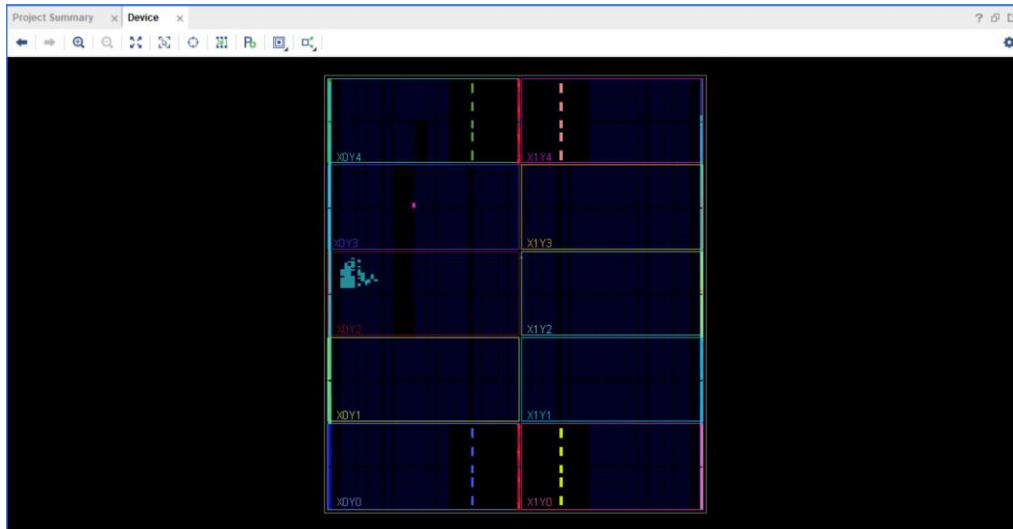 Project Summary × Device ×
X0Y4 X1Y4
X0Y3 X1Y3
X0Y2 X1Y2
X0Y1 X1Y1
X0Y0 X1Y0